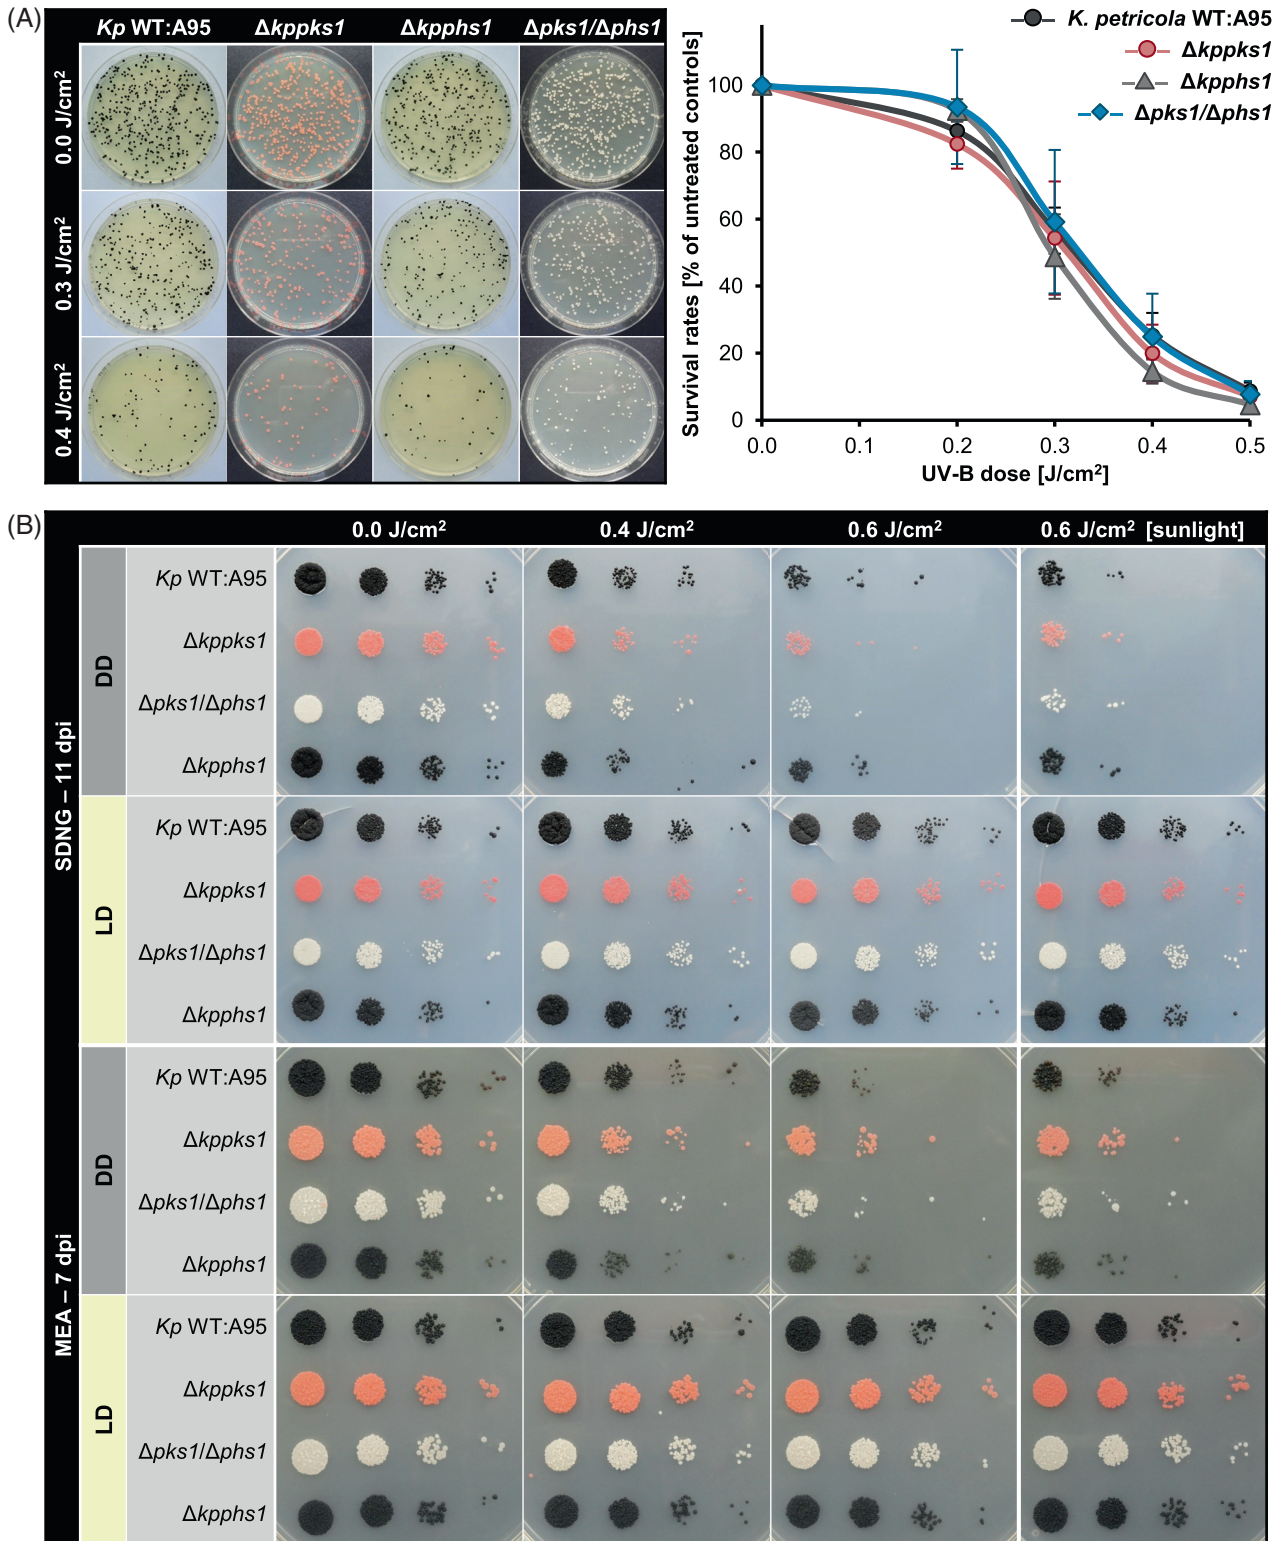 (A)
Kp WT:A95 Δkppks1 Δkpphs1 Δpks1/Δphs1
0.0 J/cm²
0.3 J/cm²
0.4 J/cm²
K. petricola WT:A95
Δkppks1
Δkpphs1
Δpks1/Δphs1
Survival rates [% of untreated controls]
100
80
60
40
20
0
0.0 0.1 0.2 0.3 0.4 0.5
UV-B dose [J/cm²]
(B)
0.0 J/cm² 0.4 J/cm² 0.6 J/cm² 0.6 J/cm² [sunlight]
SDNG – 11 dpi
DD
Kp WT:A95
Δkppks1
Δpks1/Δphs1
Δkpphs1
LD
Kp WT:A95
Δkppks1
Δpks1/Δphs1
Δkpphs1
MEA – 7 dpi
DD
Kp WT:A95
Δkppks1
Δpks1/Δphs1
Δkpphs1
LD
Kp WT:A95
Δkppks1
Δpks1/Δphs1
Δkpphs1